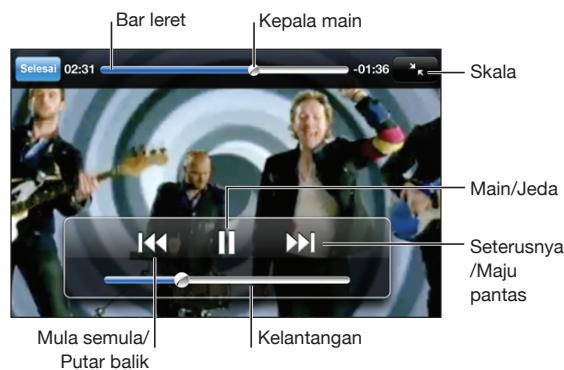 Bar leret
Kepala main
Selesai 02:31
-01:36
Skala
Main/Jeda
Seterusnya
/Maju
pantas
Mula semula/
Putar balik
Kelantangan